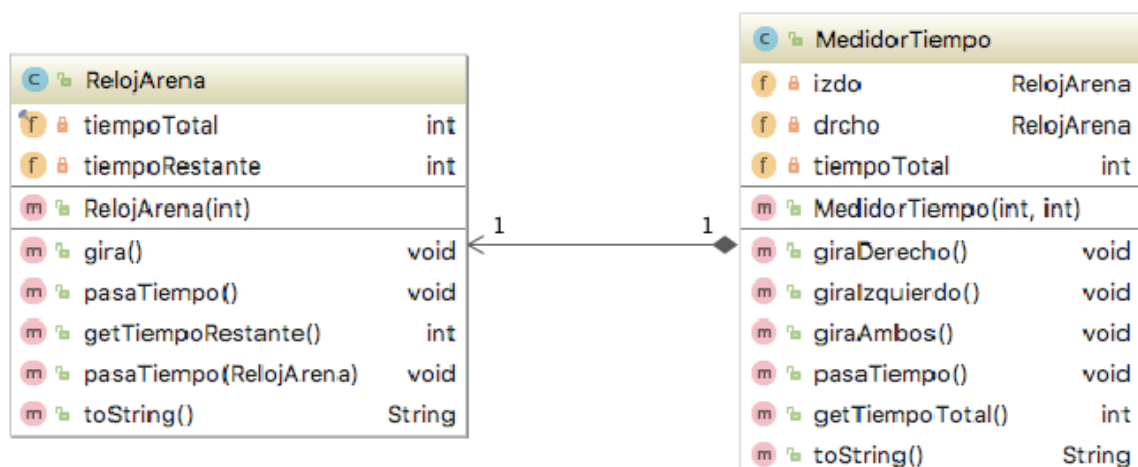 RelojArena
tiempoTotal int
tiempoRestante int
RelojArena(int)
gira() void
pasaTiempo() void
getTiempoRestante() int
pasaTiempo(RelojArena) void
toString() String
1 1
MedidorTiempo
izdo RelojArena
drcho RelojArena
tiempoTotal int
MedidorTiempo(int, int)
giraDerecho() void
giraIzquierdo() void
giraAmbos() void
pasaTiempo() void
getTiempoTotal() int
toString() String